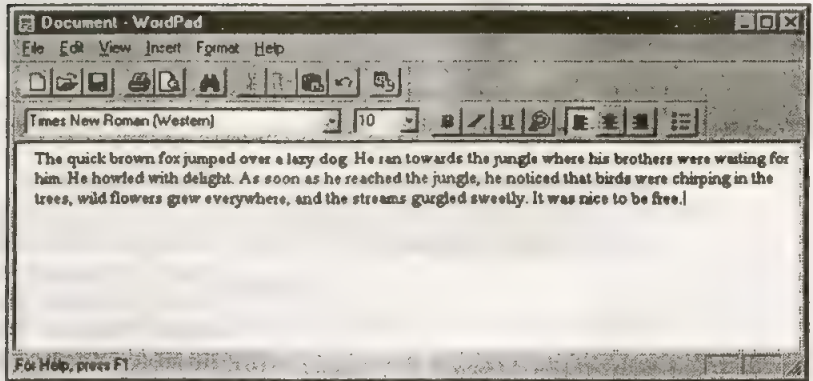 Document - WordPad
File Edit View Insert Format Help
Times New Roman (Western) 10 B / U
The quick brown fox jumped over a lazy dog. He ran towards the jungle where his brothers were waiting for
him. He howled with delight. As soon as he reached the jungle, he noticed that birds were chirping in the
trees, wild flowers grew everywhere, and the streams gurgled sweetly. It was nice to be free.
For Help, press F1